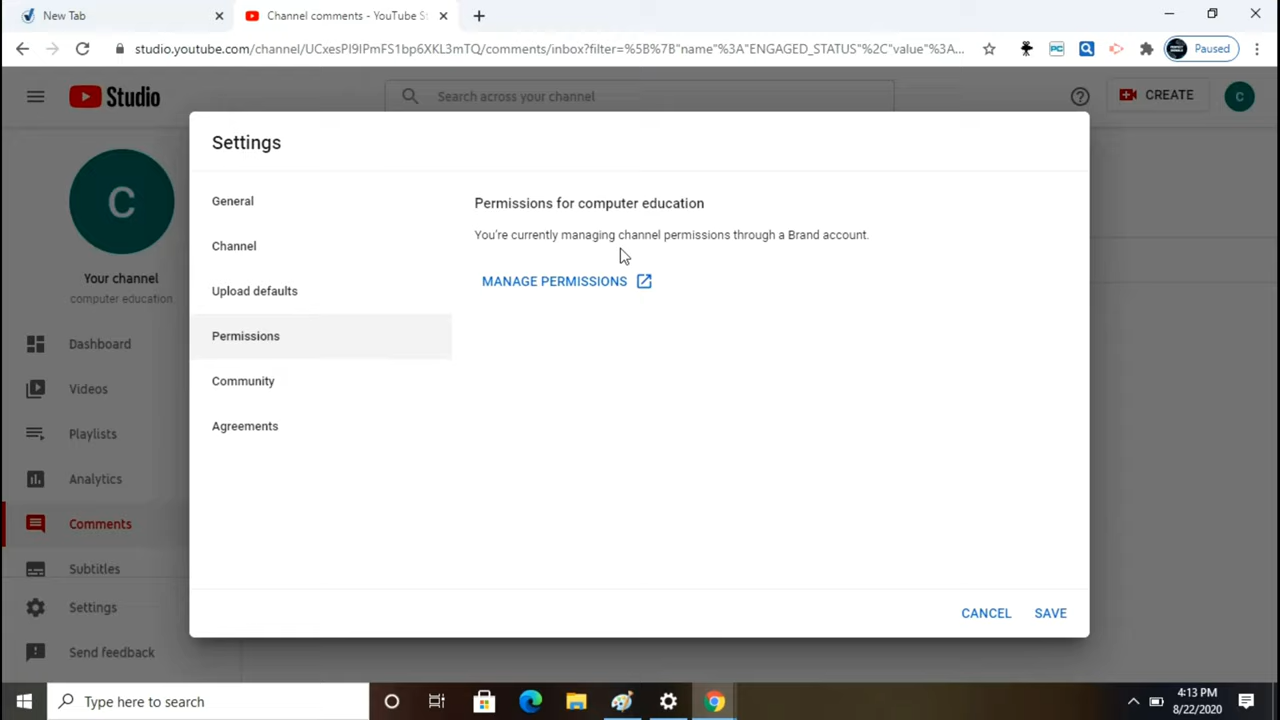 New Tab
Channel comments - YouTube St
studio.youtube.com/channel/UCxesPI9IPmFS1bp6XKL3mTQ/comments/inbox?filter=%5B%7B"name"%3A"ENGAGED_STATUS"%2C"value"%3A...
PC
Paused
Studio
Search across your channel
CREATE
C
Settings
C
General
Permissions for computer education
You're currently managing channel permissions through a Brand account.
Channel
MANAGE PERMISSIONS
Your channel
computer education
Upload defaults
Permissions
Dashboard
Community
Videos
Agreements
Playlists
Analytics
Comments
Subtitles
Settings
CANCEL
SAVE
Send feedback
Type here to search
4:13 PM
8/22/2020